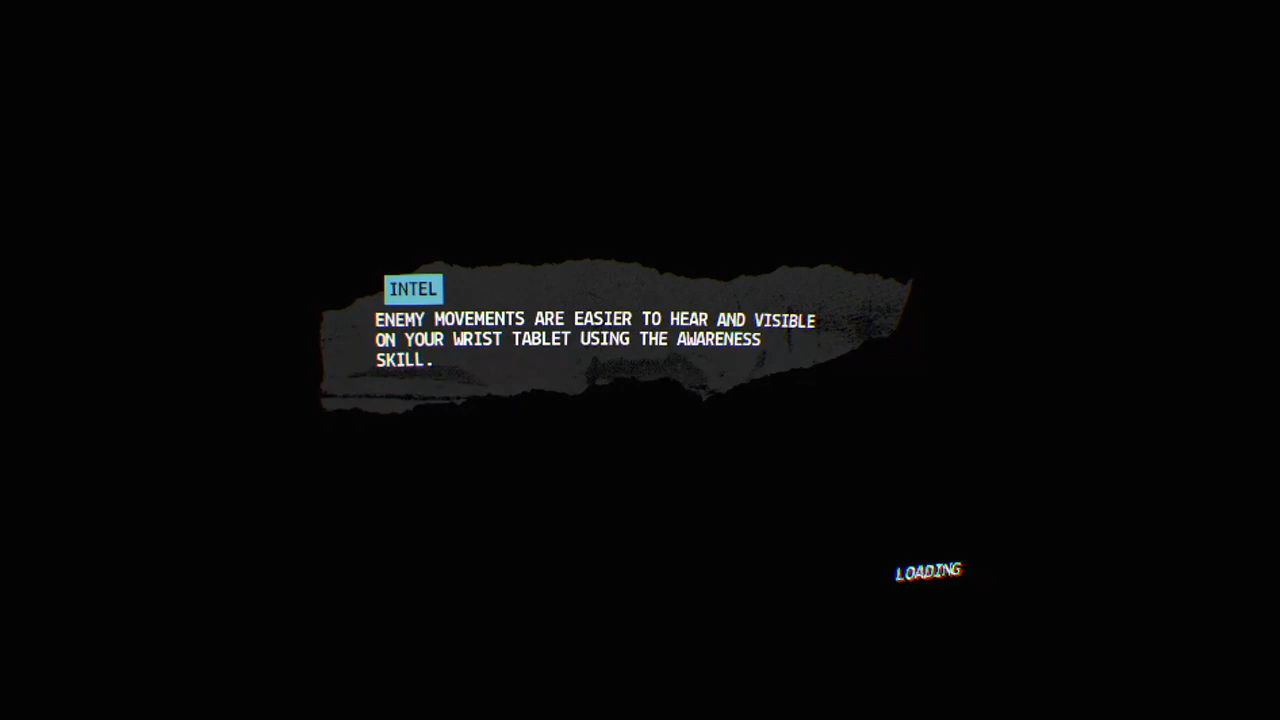 INTEL
ENEMY MOVEMENTS ARE EASIER TO HEAR AND VISIBLE
ON YOUR WRIST TABLET USING THE AWARENESS
SKILL.
LOADING